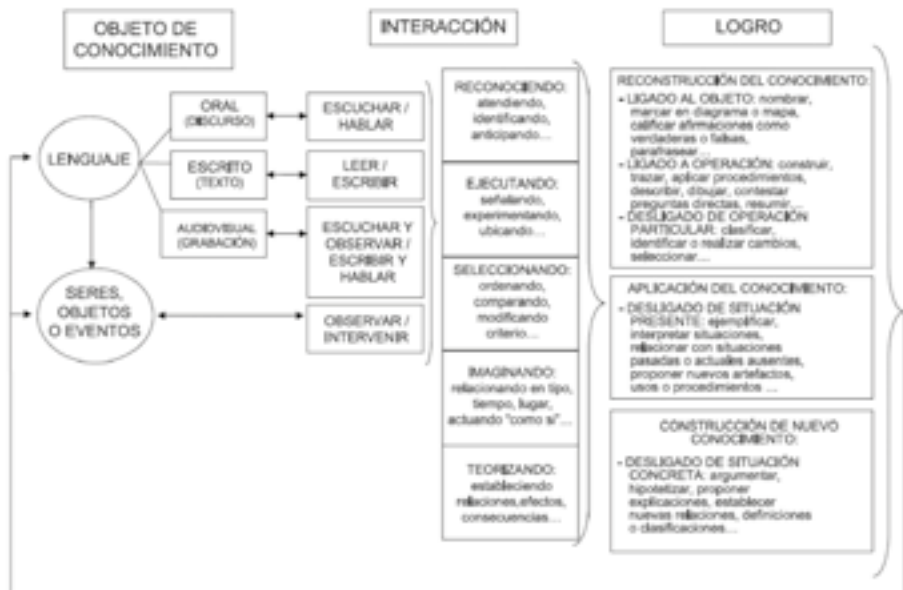 OBJETO DE
CONOCIMIENTO
INTERACCIÓN
LOGRO
LENGUAJE
SERES,
OBJETOS
O EVENTOS
ORAL
(DISCURSO)
ESCRITO
(TEXTO)
AUDIOVISUAL
(GRABACIÓN)
ESCUCHAR /
HABLAR
LEER /
ESCRIBIR
ESCUCHAR Y
OBSERVAR /
ESCRIBIR Y
HABLAR
OBSERVAR /
INTERVENIR
RECONOCIENDO:
atendiendo,
identificando,
anticipando...
EJECUTANDO:
señalando,
experimentando,
ubicando...
SELECCIONANDO:
ordenando,
comparando,
modificando
criterio...
IMAGINANDO:
relacionando en tipo,
tiempo, lugar,
actuando "como si"...
TEORIZANDO:
estableciendo
relaciones,efectos,
consecuencias...
RECONSTRUCCIÓN DEL CONOCIMIENTO:
- LIGADO AL OBJETO: nombrar,
marcar en diagrama o mapa,
calificar afirmaciones como
verdaderas o falsas,
parafrasear...
- LIGADO A OPERACIÓN: construir,
trazar, aplicar procedimientos,
describir, dibujar, contestar
preguntas directas, resumir,...
- DESLIGADO DE OPERACIÓN
PARTICULAR: clasificar,
identificar o realizar cambios,
seleccionar...
APLICACIÓN DEL CONOCIMIENTO:
- DESLIGADO DE SITUACIÓN
PRESENTE: ejemplificar,
interpretar situaciones,
relacionar con situaciones
pasadas o actuales ausentes,
proponer nuevos artefactos,
usos o procedimientos ...
CONSTRUCCIÓN DE NUEVO
CONOCIMIENTO:
- DESLIGADO DE SITUACIÓN
CONCRETA: argumentar,
hipotetizar, proponer
explicaciones, establecer
nuevas relaciones, definiciones
o clasificaciones...